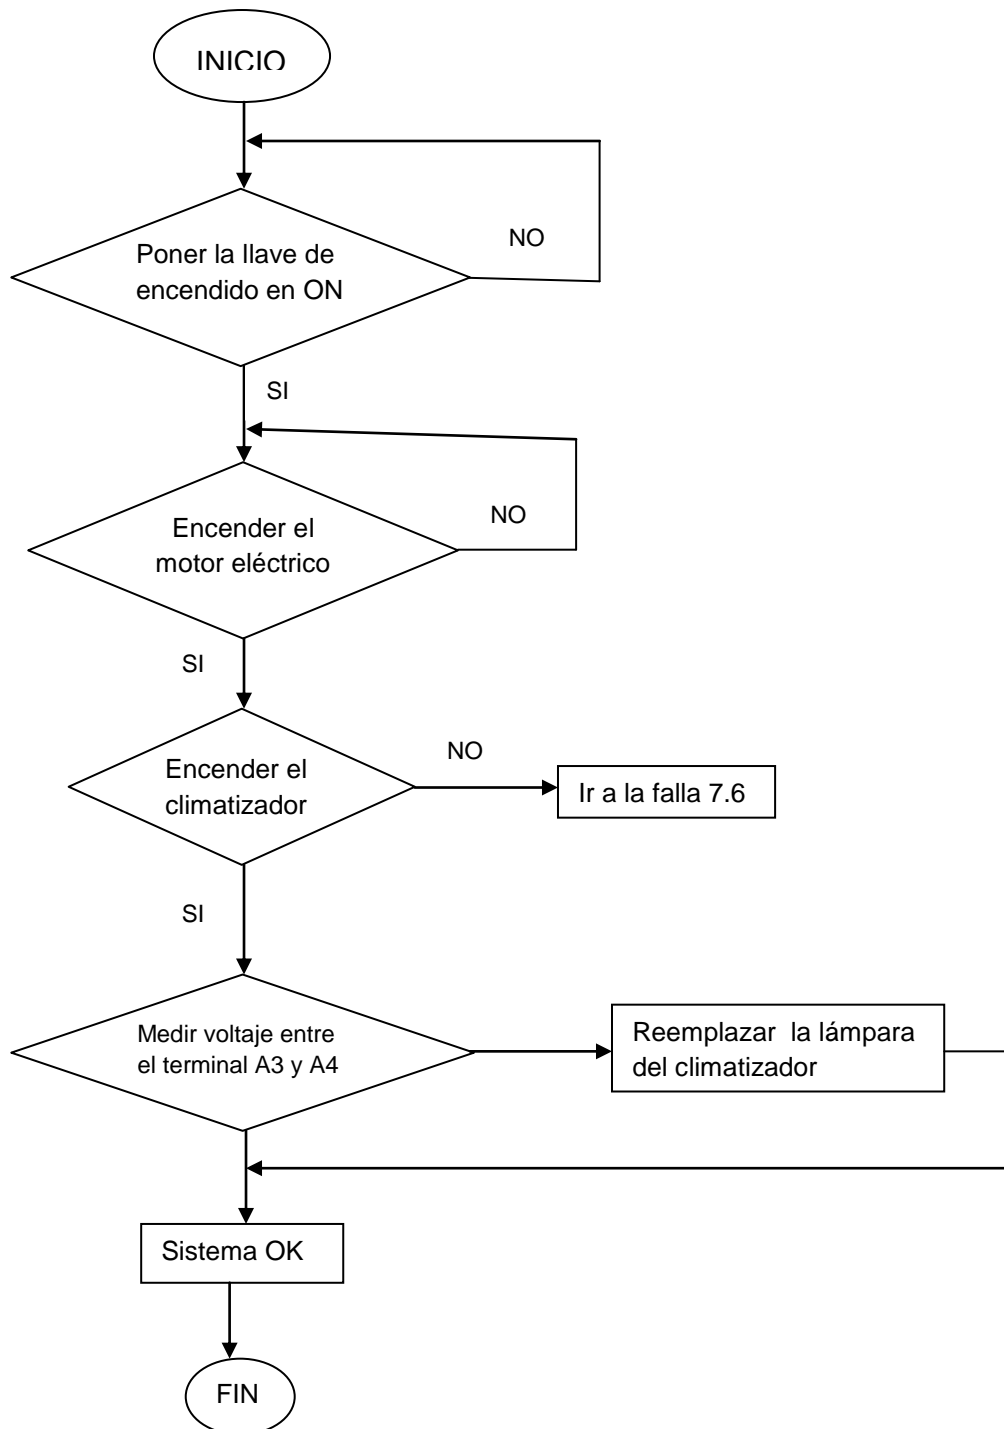 INICIO
NO
Poner la llave de
encendido en ON
SI
NO
Encender el
motor eléctrico
SI
NO
Encender el
climatizador
Ir a la falla 7.6
SI
Medir voltaje entre
el terminal A3 y A4
Reemplazar la lámpara
del climatizador
Sistema OK
FIN